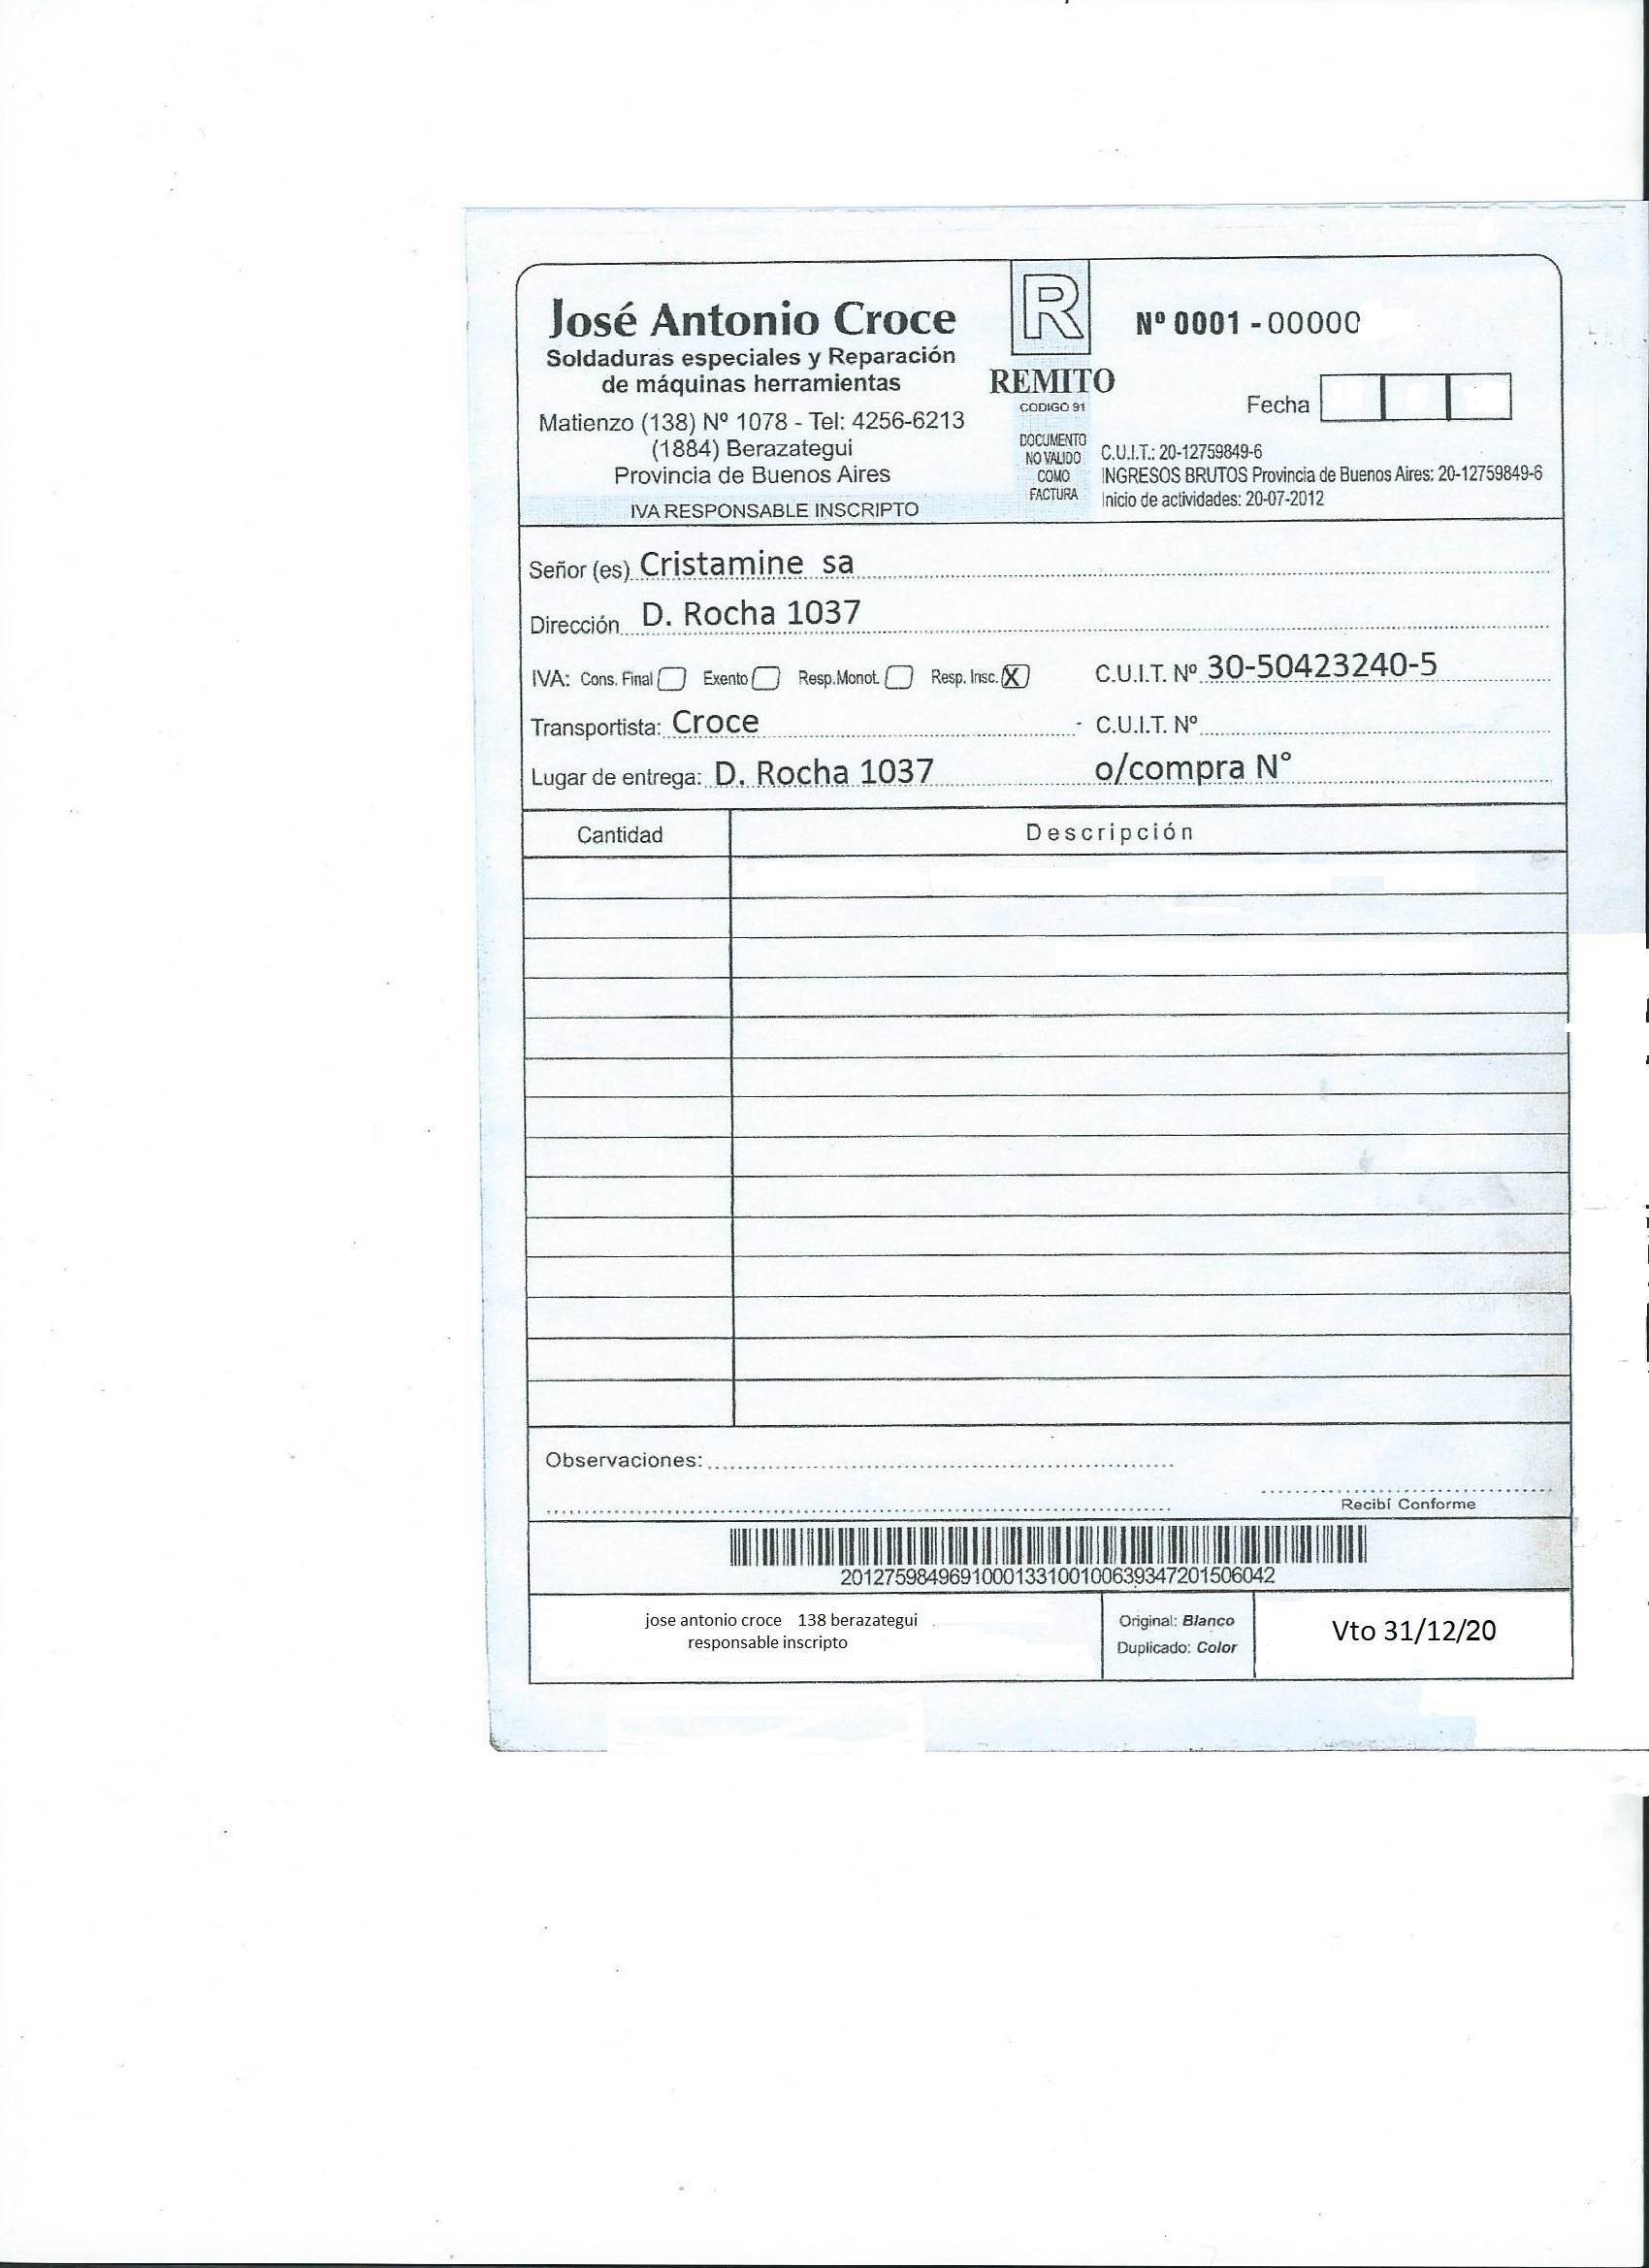 José Antonio Croce
Soldaduras especiales y Reparación
de máquinas herramientas
Matienzo (138) Nº 1078 - Tel: 4256-6213
(1884) Berazategui
Provincia de Buenos Aires
IVA RESPONSABLE INSCRIPTO
R
REMITO
CODIGO 91
DOCUMENTO
NO VALIDO
COMO
FACTURA
Nº 0001 - 00000
Fecha
C.U.I.T.: 20-12759849-6
INGRESOS BRUTOS Provincia de Buenos Aires: 20-12759849-6
Inicio de actividades: 20-07-2012
Señor (es) Cristamine sa
Dirección D. Rocha 1037
IVA: Cons. Final Exento Resp.Monot. Resp. Insc. X C.U.I.T. Nº 30-50423240-5
Transportista: Croce - C.U.I.T. Nº
Lugar de entrega: D. Rocha 1037 o/compra N°
Cantidad Descripción
Observaciones:
Recibí Conforme
2012759849691000133100100639347201506042
jose antonio croce 138 berazategui
responsable inscripto
Original: Blanco
Duplicado: Color
Vto 31/12/20